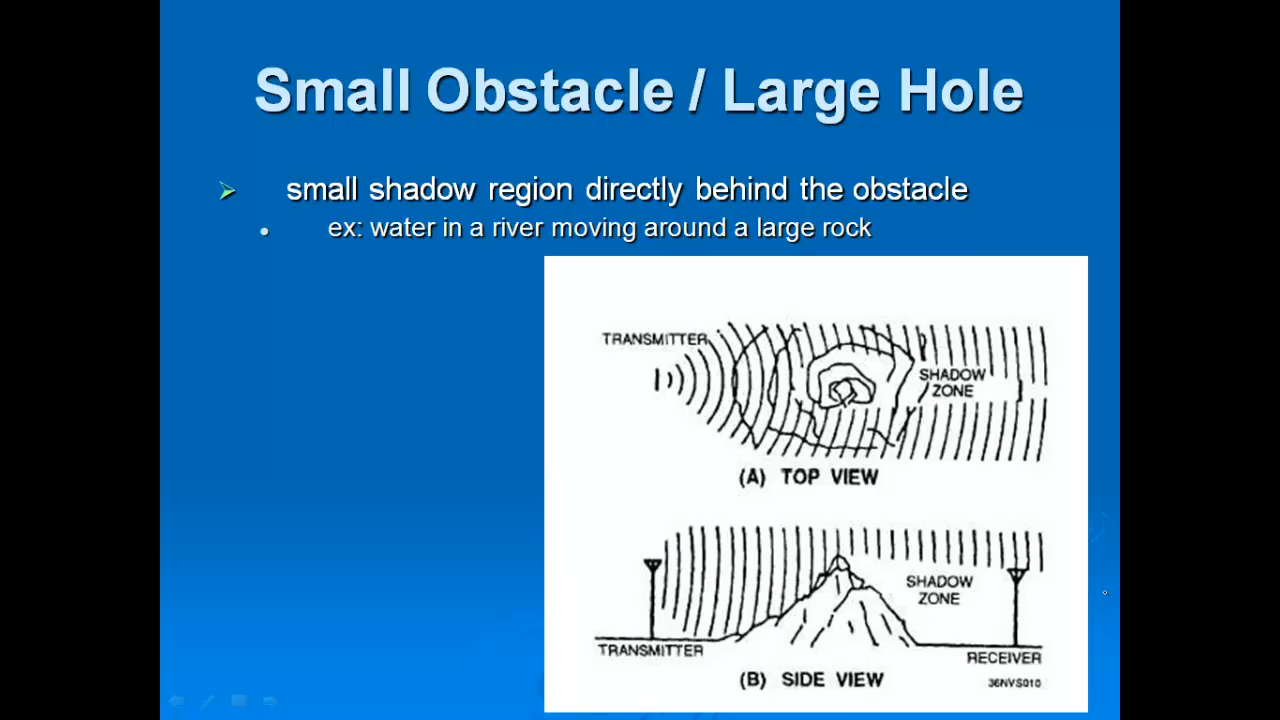 Small Obstacle / Large Hole
small shadow region directly behind the obstacle
ex: water in a river moving around a large rock
TRANSMITTER
SHADOW
ZONE
(A) TOP VIEW
SHADOW
ZONE
TRANSMITTER
RECEIVER
(B) SIDE VIEW
36NVS010